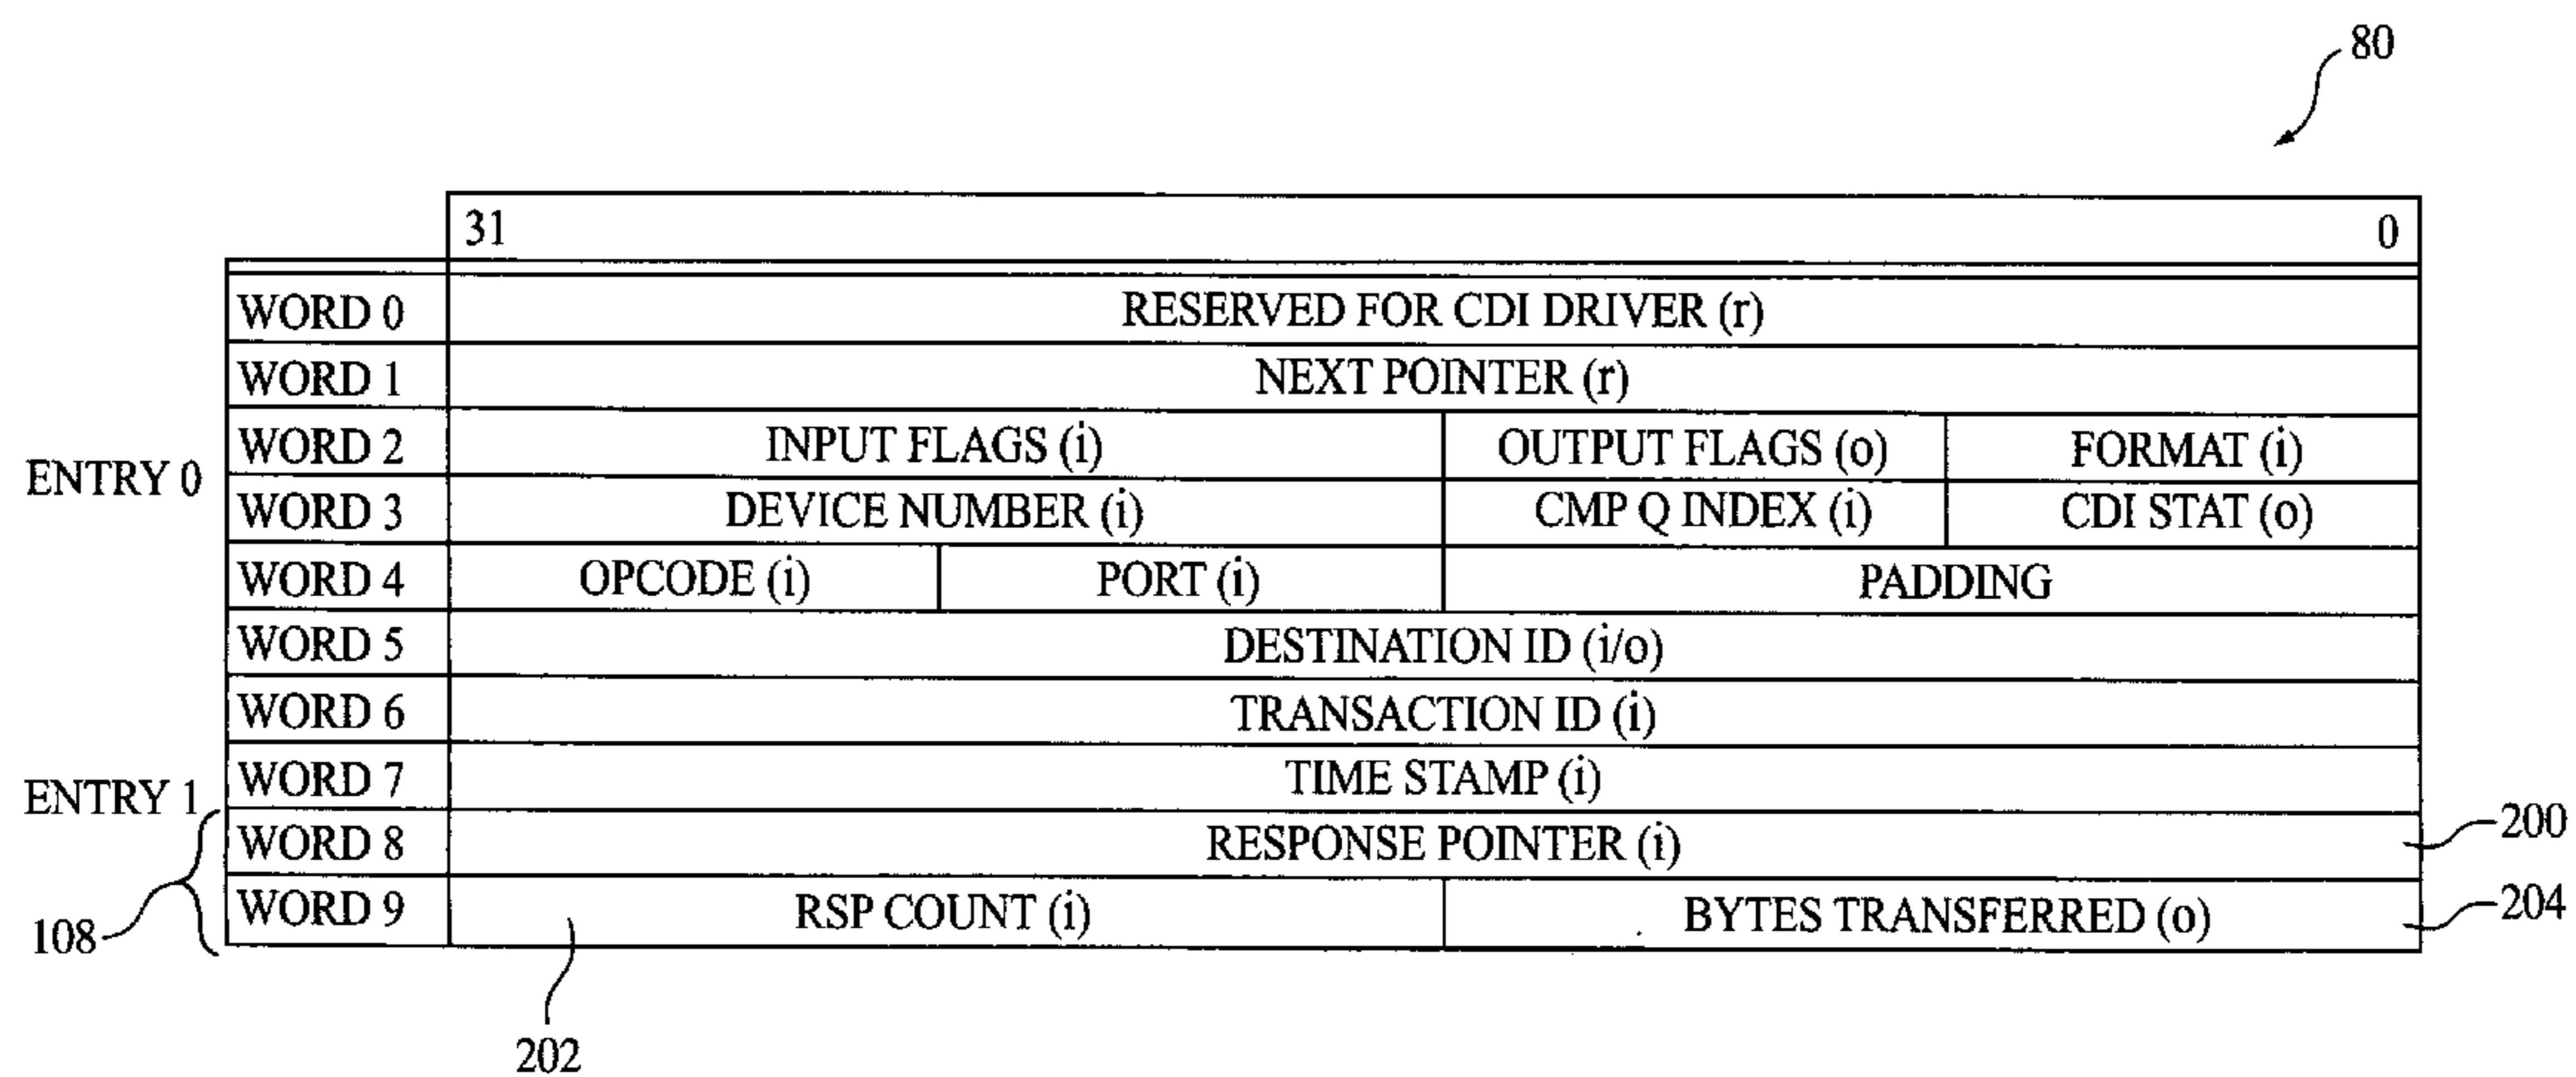 80
31 0
WORD 0 RESERVED FOR CDI DRIVER (r)
WORD 1 NEXT POINTER (r)
WORD 2 INPUT FLAGS (i) OUTPUT FLAGS (o) FORMAT (i)
ENTRY 0
WORD 3 DEVICE NUMBER (i) CMP Q INDEX (i) CDI STAT (o)
WORD 4 OPCODE (i) PORT (i) PADDING
WORD 5 DESTINATION ID (i/o)
WORD 6 TRANSACTION ID (i)
WORD 7 TIME STAMP (i)
ENTRY 1
WORD 8 RESPONSE POINTER (i) 200
WORD 9 RSP COUNT (i) BYTES TRANSFERRED (o) 204
108
202